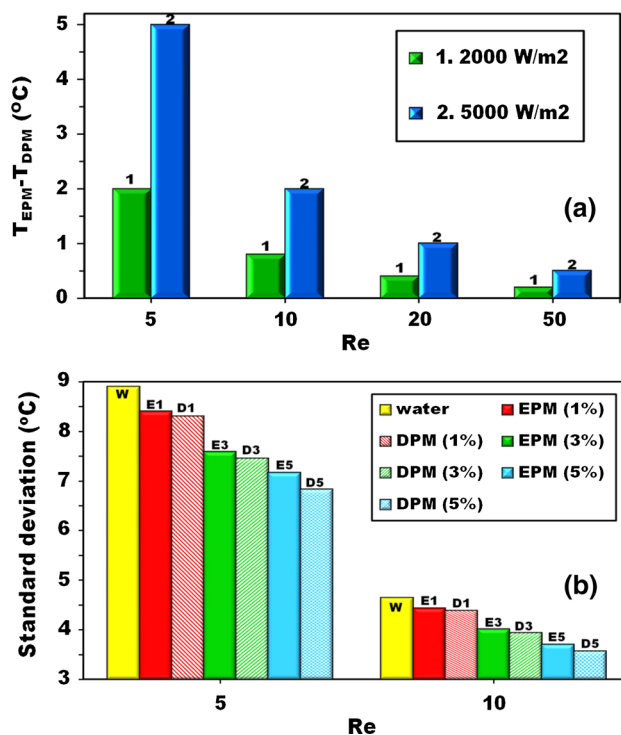 5
4
3
2
1
0
T_EPM-T_DPM (°C)
1 2 1 2 1 2 1 2
1. 2000 W/m2
2. 5000 W/m2
(a)
5 10 20 50
Re
9
8
7
6
5
4
3
Standard deviation (°C)
W E1 D1 E3 D3 E5 D5
W E1 D1 E3 D3 E5 D5
water EPM (1%)
DPM (1%) EPM (3%)
DPM (3%) EPM (5%)
DPM (5%)
(b)
5 10
Re